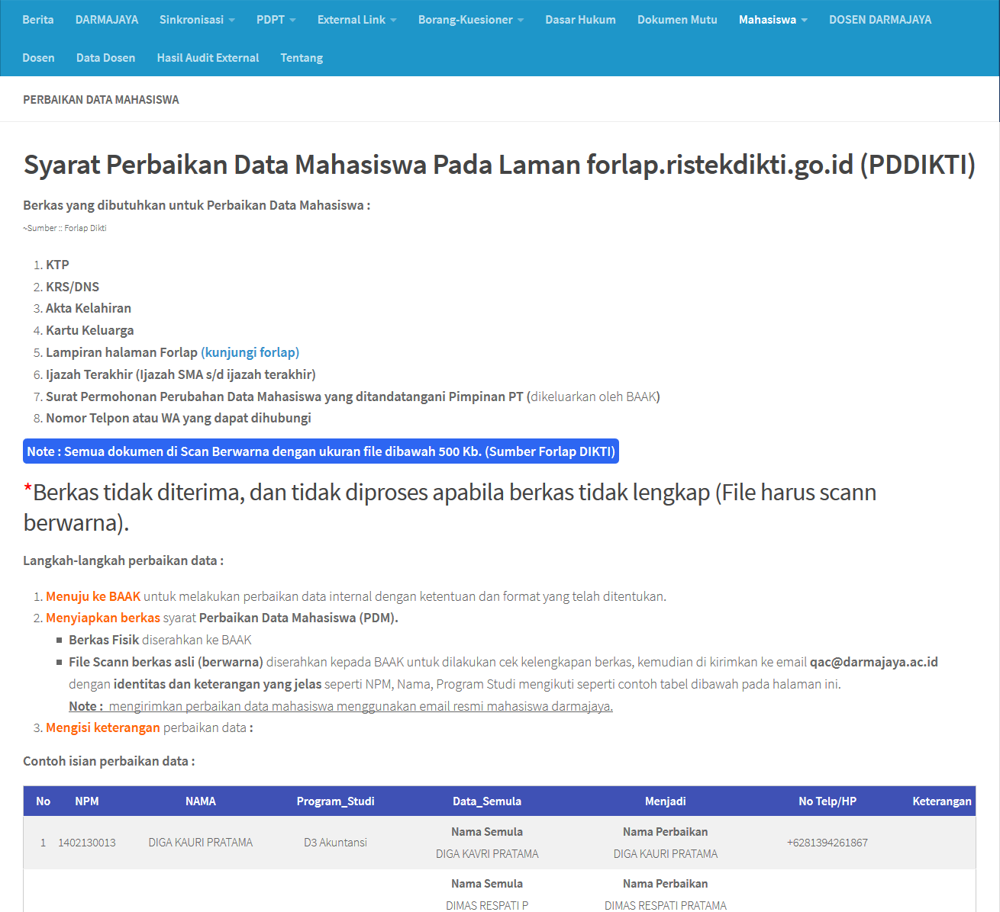 Berita DARMAJAYA Sinkronisasi PDPT External Link Borang-Kuesioner Dasar Hukum Dokumen Mutu Mahasiswa DOSEN DARMAJAYA
Dosen Data Dosen Hasil Audit External Tentang
PERBAIKAN DATA MAHASISWA
Syarat Perbaikan Data Mahasiswa Pada Laman forlap.ristekdikti.go.id (PDDIKTI)
Berkas yang dibutuhkan untuk Perbaikan Data Mahasiswa :
~Sumber :: Forlap Dikti
1. KTP
2. KRS/DNS
3. Akta Kelahiran
4. Kartu Keluarga
5. Lampiran halaman Forlap (kunjungi forlap)
6. Ijazah Terakhir (Ijazah SMA s/d ijazah terakhir)
7. Surat Permohonan Perubahan Data Mahasiswa yang ditandatangani Pimpinan PT (dikeluarkan oleh BAAK)
8. Nomor Telpon atau WA yang dapat dihubungi
Note : Semua dokumen di Scan Berwarna dengan ukuran file dibawah 500 Kb. (Sumber Forlap DIKTI)
*Berkas tidak diterima, dan tidak diproses apabila berkas tidak lengkap (File harus scann
berwarna).
Langkah-langkah perbaikan data :
1. Menuju ke BAAK untuk melakukan perbaikan data internal dengan ketentuan dan format yang telah ditentukan.
2. Menyiapkan berkas syarat Perbaikan Data Mahasiswa (PDM).
Berkas Fisik diserahkan ke BAAK
File Scann berkas asli (berwarna) diserahkan kepada BAAK untuk dilakukan cek kelengkapan berkas, kemudian di kirimkan ke email qac@darmajaya.ac.id
dengan identitas dan keterangan yang jelas seperti NPM, Nama, Program Studi mengikuti seperti contoh tabel dibawah pada halaman ini.
Note : mengirimkan perbaikan data mahasiswa menggunakan email resmi mahasiswa darmajaya.
3. Mengisi keterangan perbaikan data :
Contoh isian perbaikan data :
No NPM NAMA Program_Studi Data_Semula Menjadi No Telp/HP Keterangan
Nama Semula Nama Perbaikan
1 1402130013 DIGA KAURI PRATAMA D3 Akuntansi +6281394261867
DIGA KAVRI PRATAMA DIGA KAURI PRATAMA
Nama Semula Nama Perbaikan
DIMAS RESPATI P DIMAS RESPATI PRATAMA